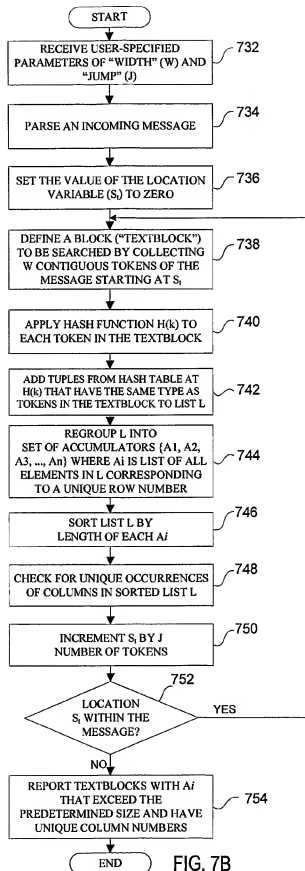 START
RECEIVE USER-SPECIFIED
PARAMETERS OF "WIDTH" (W) AND
"JUMP" (J)
732
PARSE AN INCOMING MESSAGE
734
SET THE VALUE OF THE LOCATION
VARIABLE (St) TO ZERO
736
DEFINE A BLOCK ("TEXTBLOCK")
TO BE SEARCHED BY COLLECTING
W CONTIGUOUS TOKENS OF THE
MESSAGE STARTING AT St
738
APPLY HASH FUNCTION H(k) TO
EACH TOKEN IN THE TEXTBLOCK
740
ADD TUPLES FROM HASH TABLE AT
H(k) THAT HAVE THE SAME TYPE AS
TOKENS IN THE TEXTBLOCK TO LIST L
742
REGROUP L INTO
SET OF ACCUMULATORS {A1, A2,
A3, ..., An} WHERE Ai IS LIST OF ALL
ELEMENTS IN L CORRESPONDING
TO A UNIQUE ROW NUMBER
744
SORT LIST L BY
LENGTH OF EACH Ai
746
CHECK FOR UNIQUE OCCURRENCES
OF COLUMNS IN SORTED LIST L
748
INCREMENT St BY J
NUMBER OF TOKENS
750
752
LOCATION
St WITHIN THE
MESSAGE?
YES
NO
REPORT TEXTBLOCKS WITH Ai
THAT EXCEED THE
PREDETERMINED SIZE AND HAVE
UNIQUE COLUMN NUMBERS
754
END
FIG. 7B